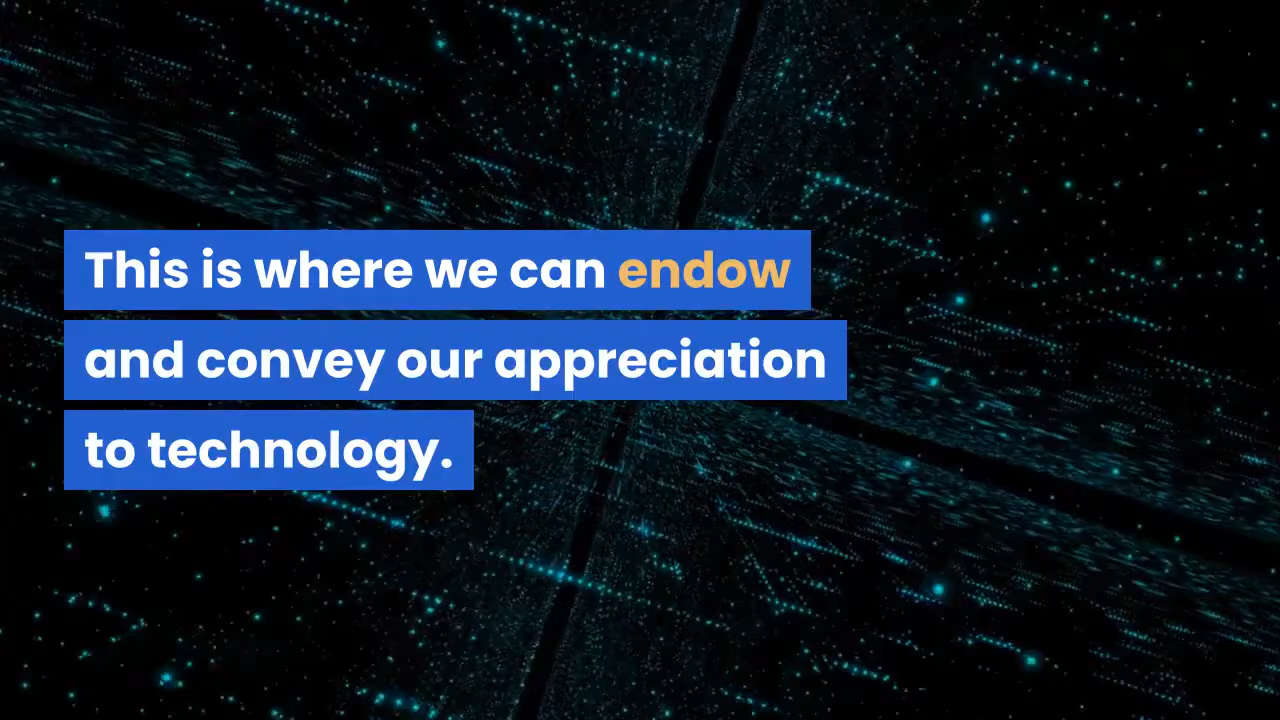 This is where we can endow
and convey our appreciation
to technology.